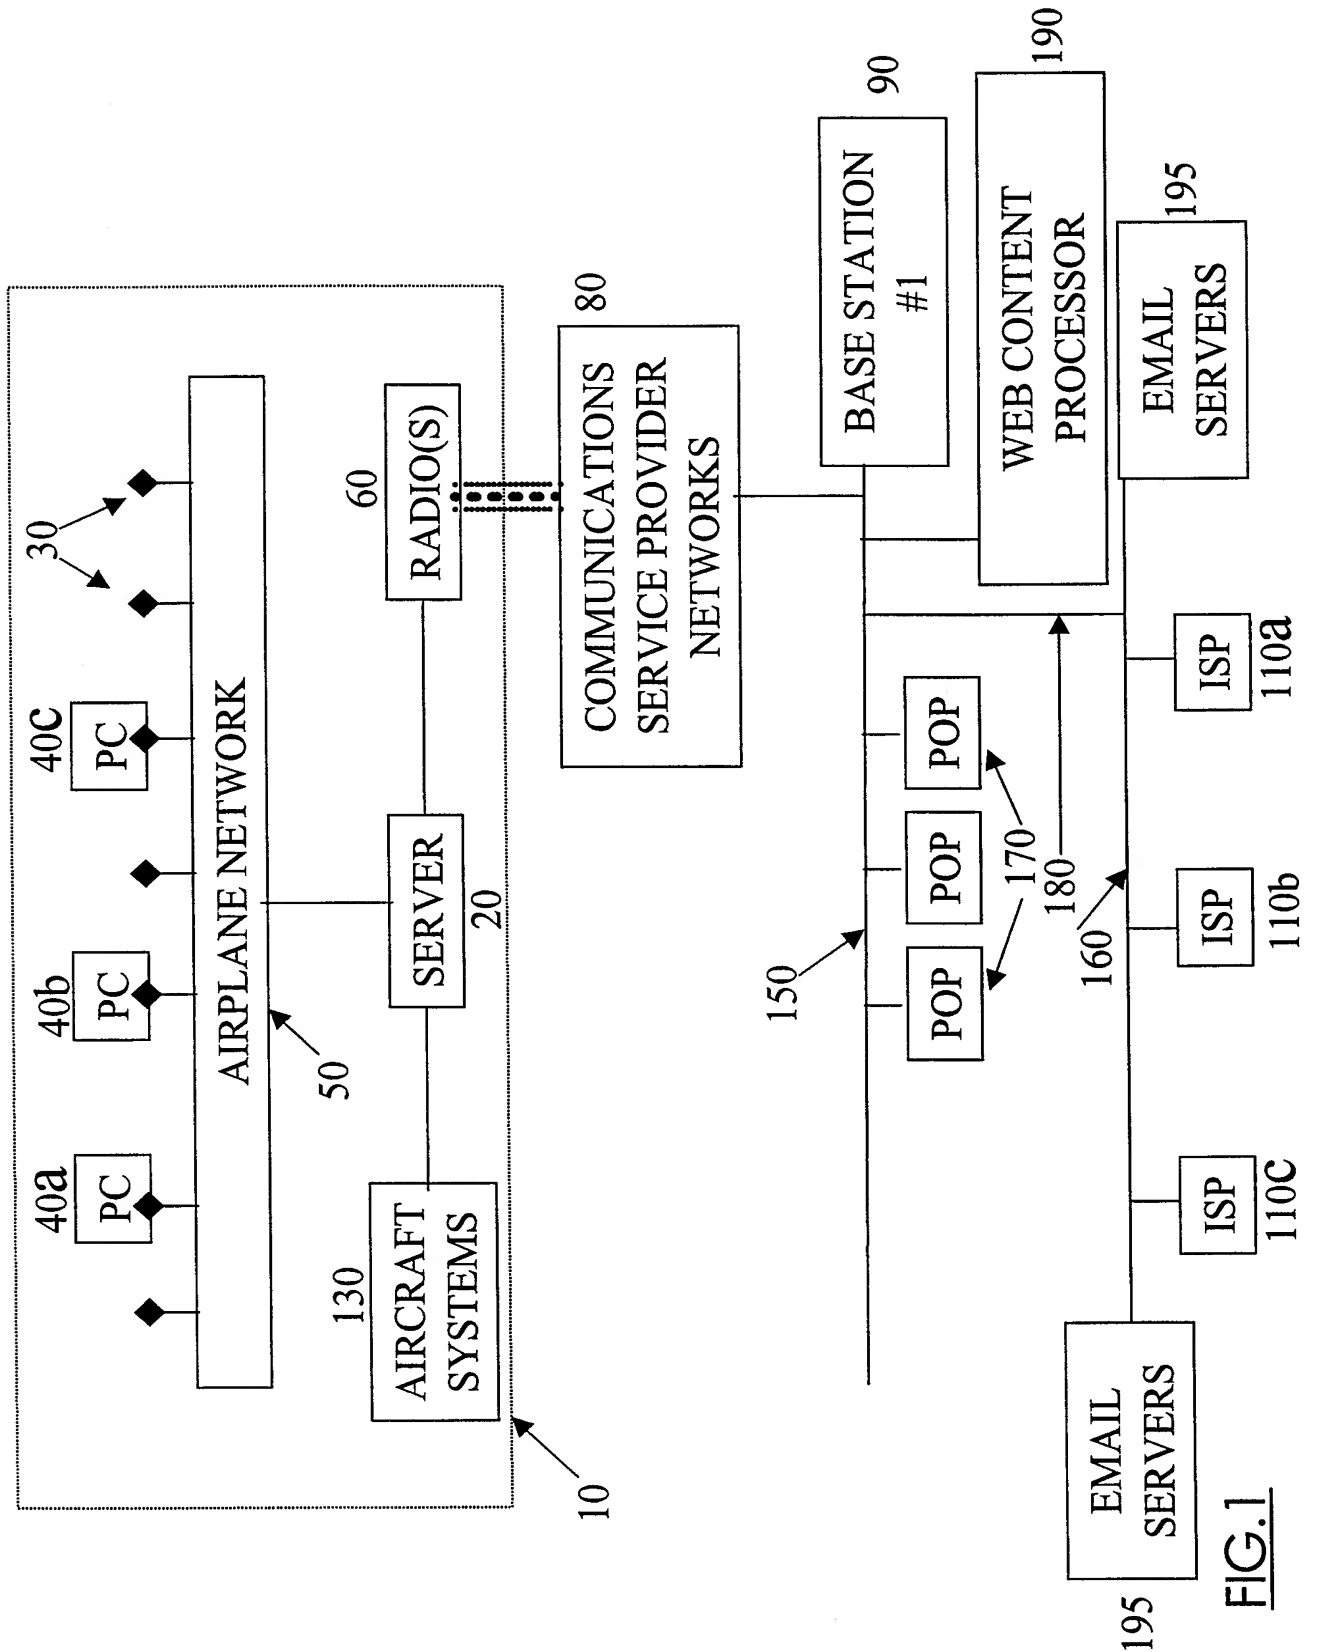 40a
40b
40c
30
PC
PC
PC
AIRPLANE NETWORK
50
130
60
AIRCRAFT
SYSTEMS
SERVER
20
RADIO(S)
10
80
COMMUNICATIONS
SERVICE PROVIDER
NETWORKS
150
BASE STATION
#1
90
POP
POP
POP
170
180
WEB CONTENT
PROCESSOR
190
160
195
EMAIL
SERVERS
EMAIL
SERVERS
195
ISP
ISP
ISP
110c
110b
110a
FIG.1